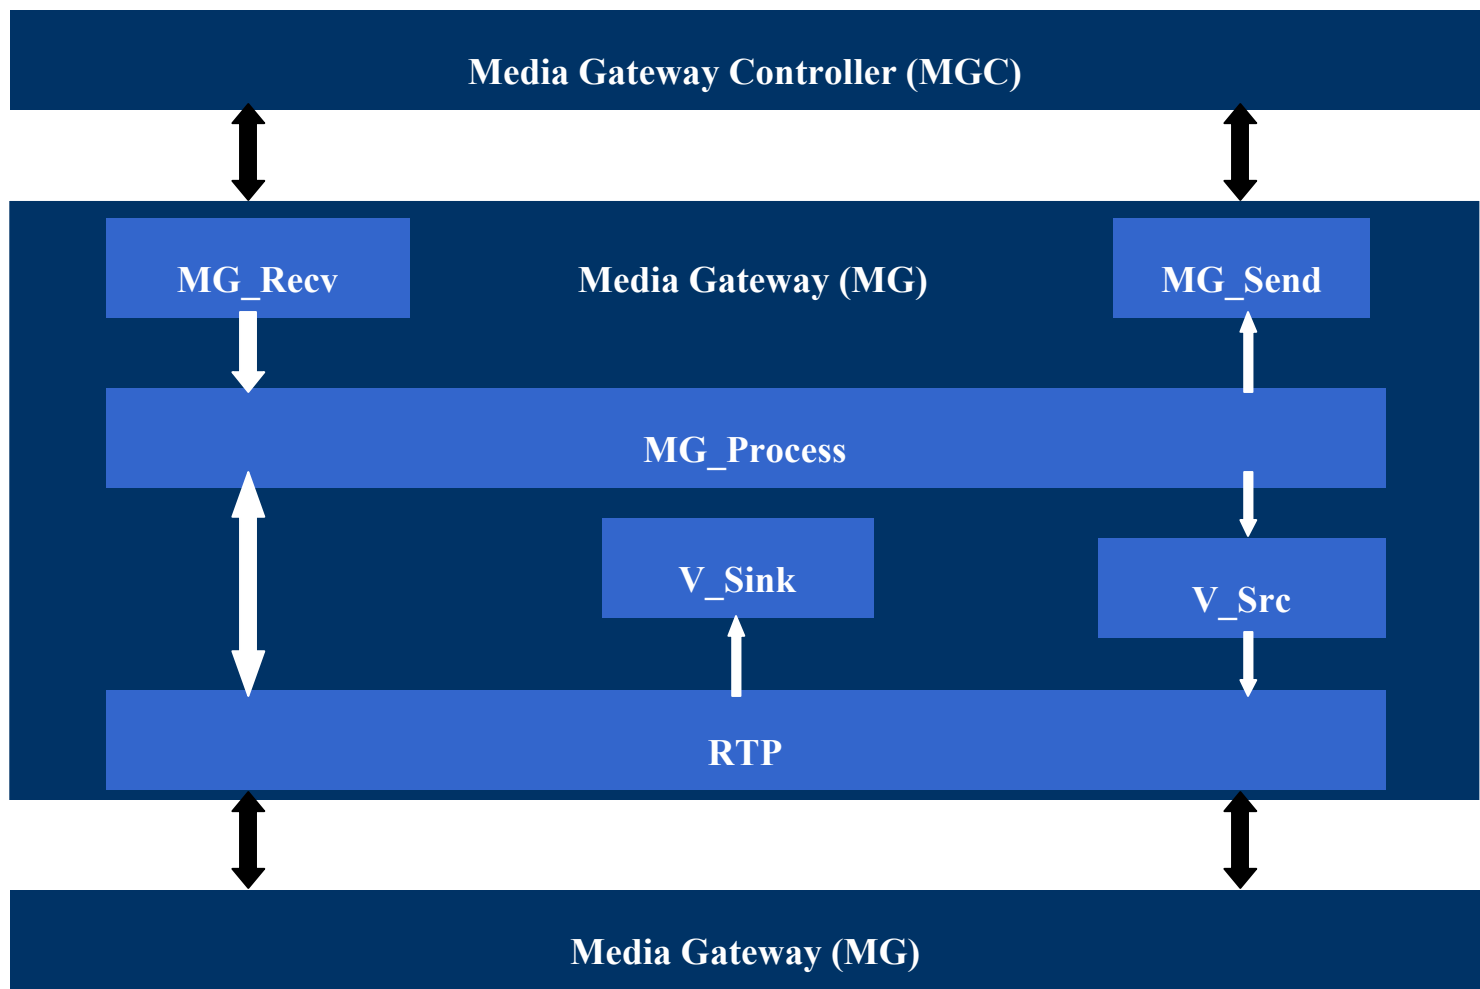 Media Gateway Controller (MGC)
MG_Recv
Media Gateway (MG)
MG_Send
MG_Process
V_Sink
V_Src
RTP
Media Gateway (MG)